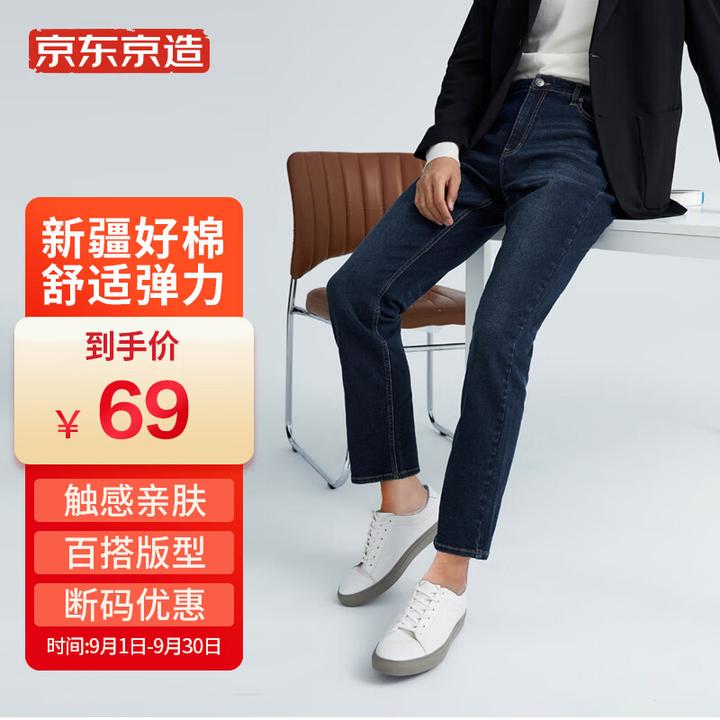 京东京造
新疆好棉
舒适弹力
到手价
¥ 69
触感亲肤
百搭版型
断码优惠
时间:9月1日-9月30日